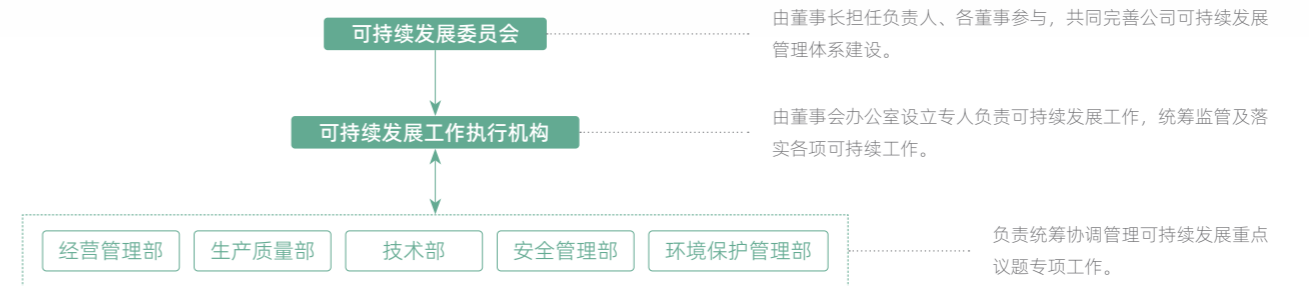 可持续发展委员会
由董事长担任负责人、各董事参与，共同完善公司可持续发展
管理体系建设。
可持续发展工作执行机构
由董事会办公室设立专人负责可持续发展工作，统筹监管及落
实各项可持续工作。
经营管理部 生产质量部 技术部 安全管理部 环境保护管理部
负责统筹协调管理可持续发展重点
议题专项工作。